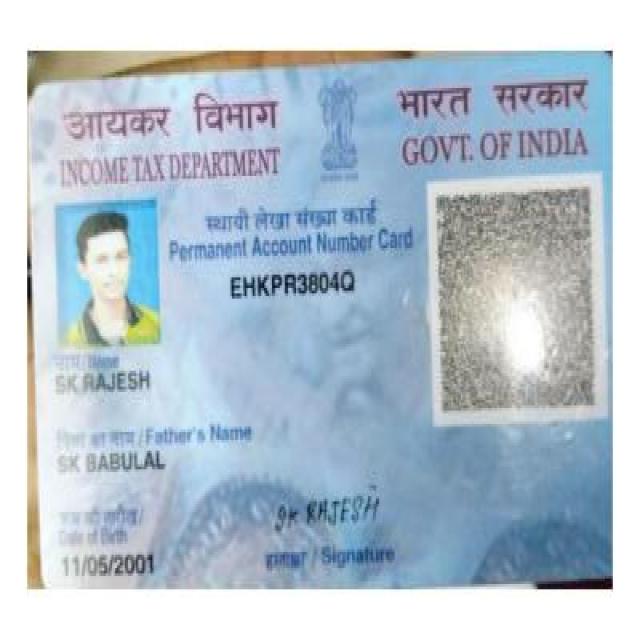 आयकर विभाग
INCOME TAX DEPARTMENT
भारत सरकार
GOVT. OF INDIA
स्थायी लेखा संख्या कार्ड
Permanent Account Number Card
EHKPR3804Q
नाम / Name
SK RAJESH
पिता का नाम / Father's Name
SK BABULAL
Date of Birth
11/05/2001
SK RAJESH
हस्ताक्षर / Signature